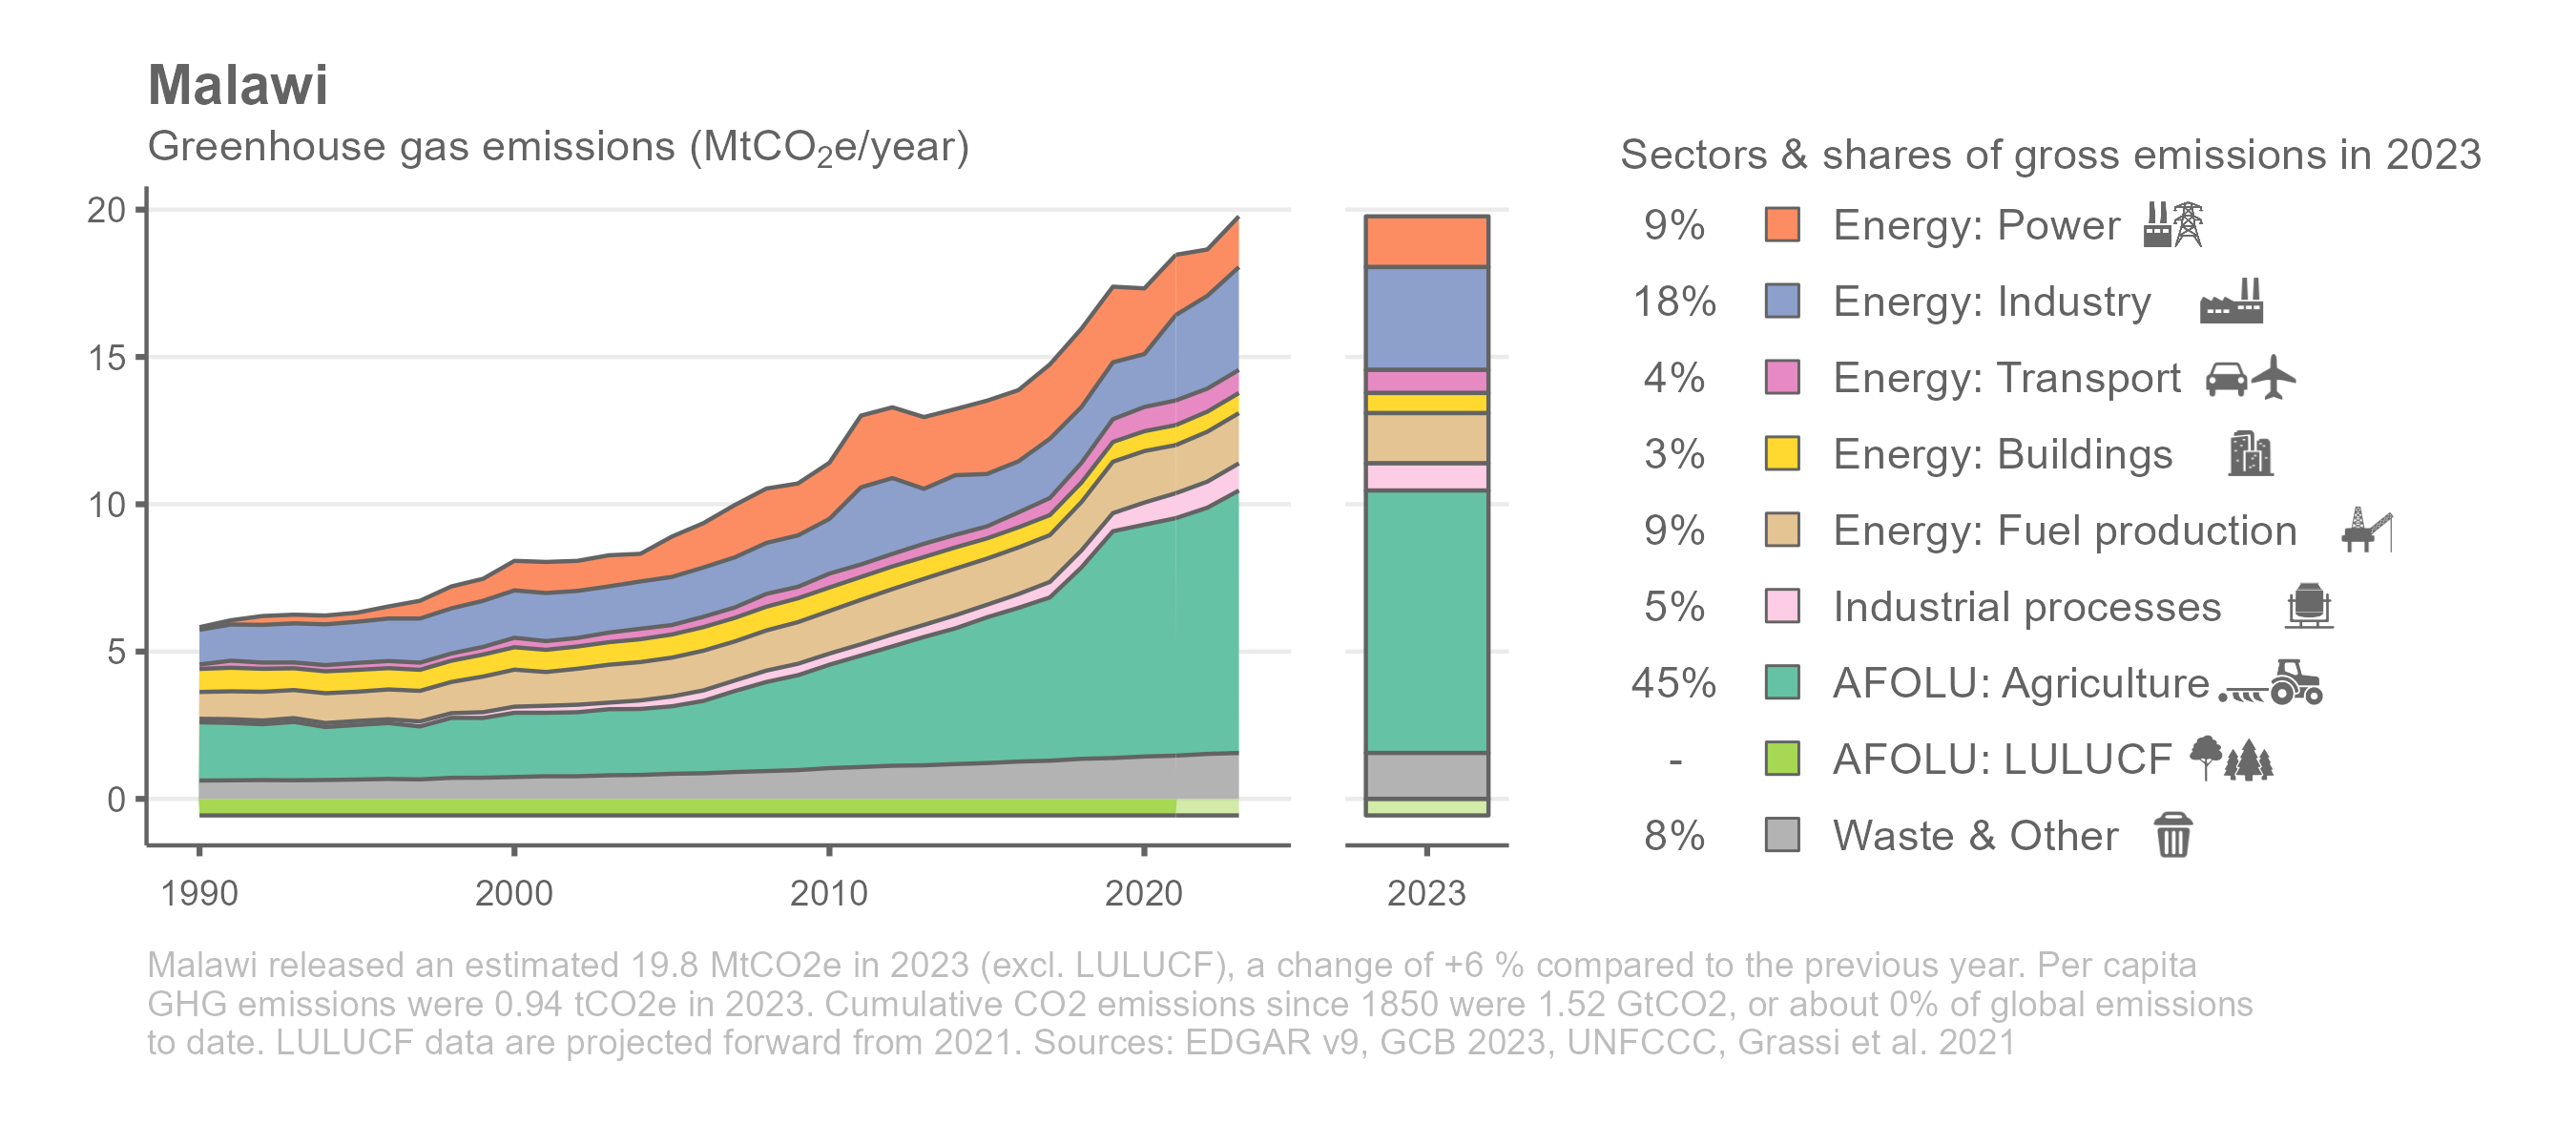 Malawi
Greenhouse gas emissions (MtCO₂e/year)
20
15
10
5
0
1990 2000 2010 2020
2023
Sectors & shares of gross emissions in 2023
9% Energy: Power
18% Energy: Industry
4% Energy: Transport
3% Energy: Buildings
9% Energy: Fuel production
5% Industrial processes
45% AFOLU: Agriculture
- AFOLU: LULUCF
8% Waste & Other
Malawi released an estimated 19.8 MtCO2e in 2023 (excl. LULUCF), a change of +6 % compared to the previous year. Per capita
GHG emissions were 0.94 tCO2e in 2023. Cumulative CO2 emissions since 1850 were 1.52 GtCO2, or about 0% of global emissions
to date. LULUCF data are projected forward from 2021. Sources: EDGAR v9, GCB 2023, UNFCCC, Grassi et al. 2021